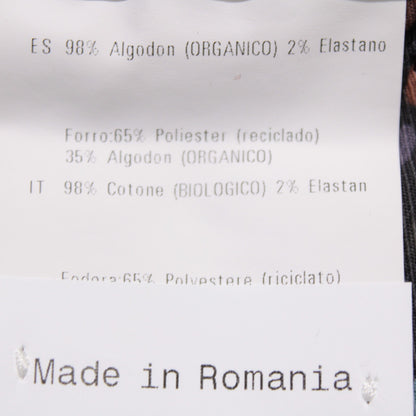 ES 98% Algodon (ORGANICO) 2% Elastano
Forro:65% Poliester (reciclado)
35% Algodon (ORGANICO)
IT 98% Cotone (BIOLOGICO) 2% Elastan
Fodera:65% Polyestere (riciclato)
Made in Romania